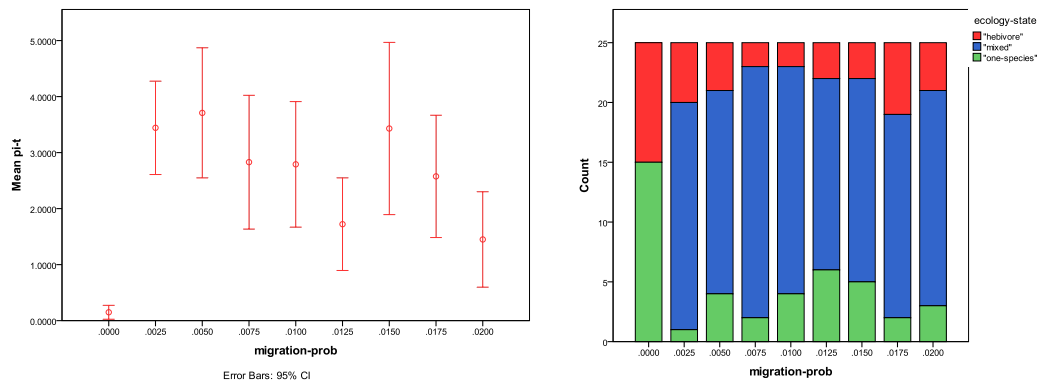 5.0000
4.0000
3.0000
2.0000
1.0000
0.0000
Mean pi-t
.0000 .0025 .0050 .0075 .0100 .0125 .0150 .0175 .0200
migration-prob
Error Bars: 95% CI
ecology-state
"hebivore"
"mixed"
"one-species"
25
20
15
10
5
0
Count
.0000 .0025 .0050 .0075 .0100 .0125 .0150 .0175 .0200
migration-prob